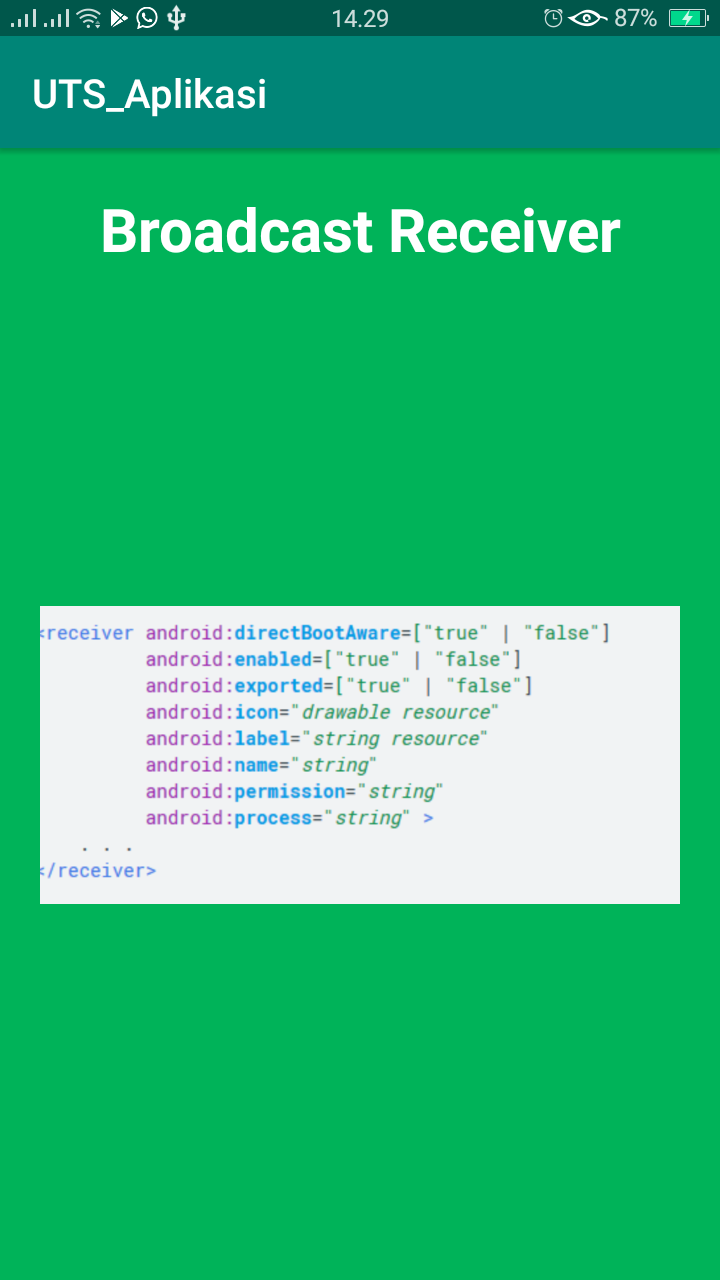 14.29
87%
UTS_Aplikasi
Broadcast Receiver
<receiver android:directBootAware=["true" | "false"]
android:enabled=["true" | "false"]
android:exported=["true" | "false"]
android:icon="drawable resource"
android:label="string resource"
android:name="string"
android:permission="string"
android:process="string" >
. . .
</receiver>